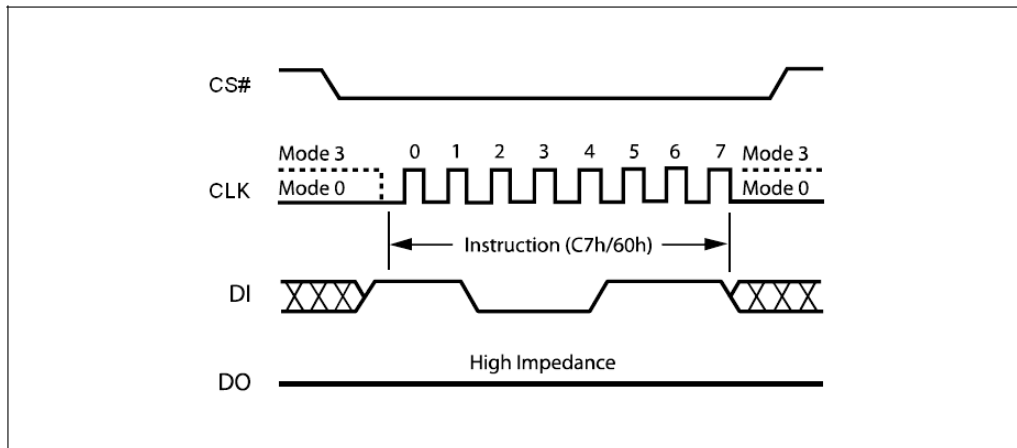 CS#
0 1 2 3 4 5 6 7
Mode 3 Mode 3
CLK Mode 0 Mode 0
Instruction (C7h/60h)
DI
High Impedance
DO